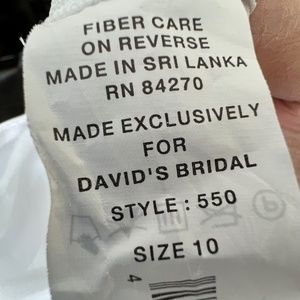 FIBER CARE
ON REVERSE
MADE IN SRI LANKA
RN 84270
MADE EXCLUSIVELY
FOR
DAVID'S BRIDAL
STYLE : 550
SIZE 10
4